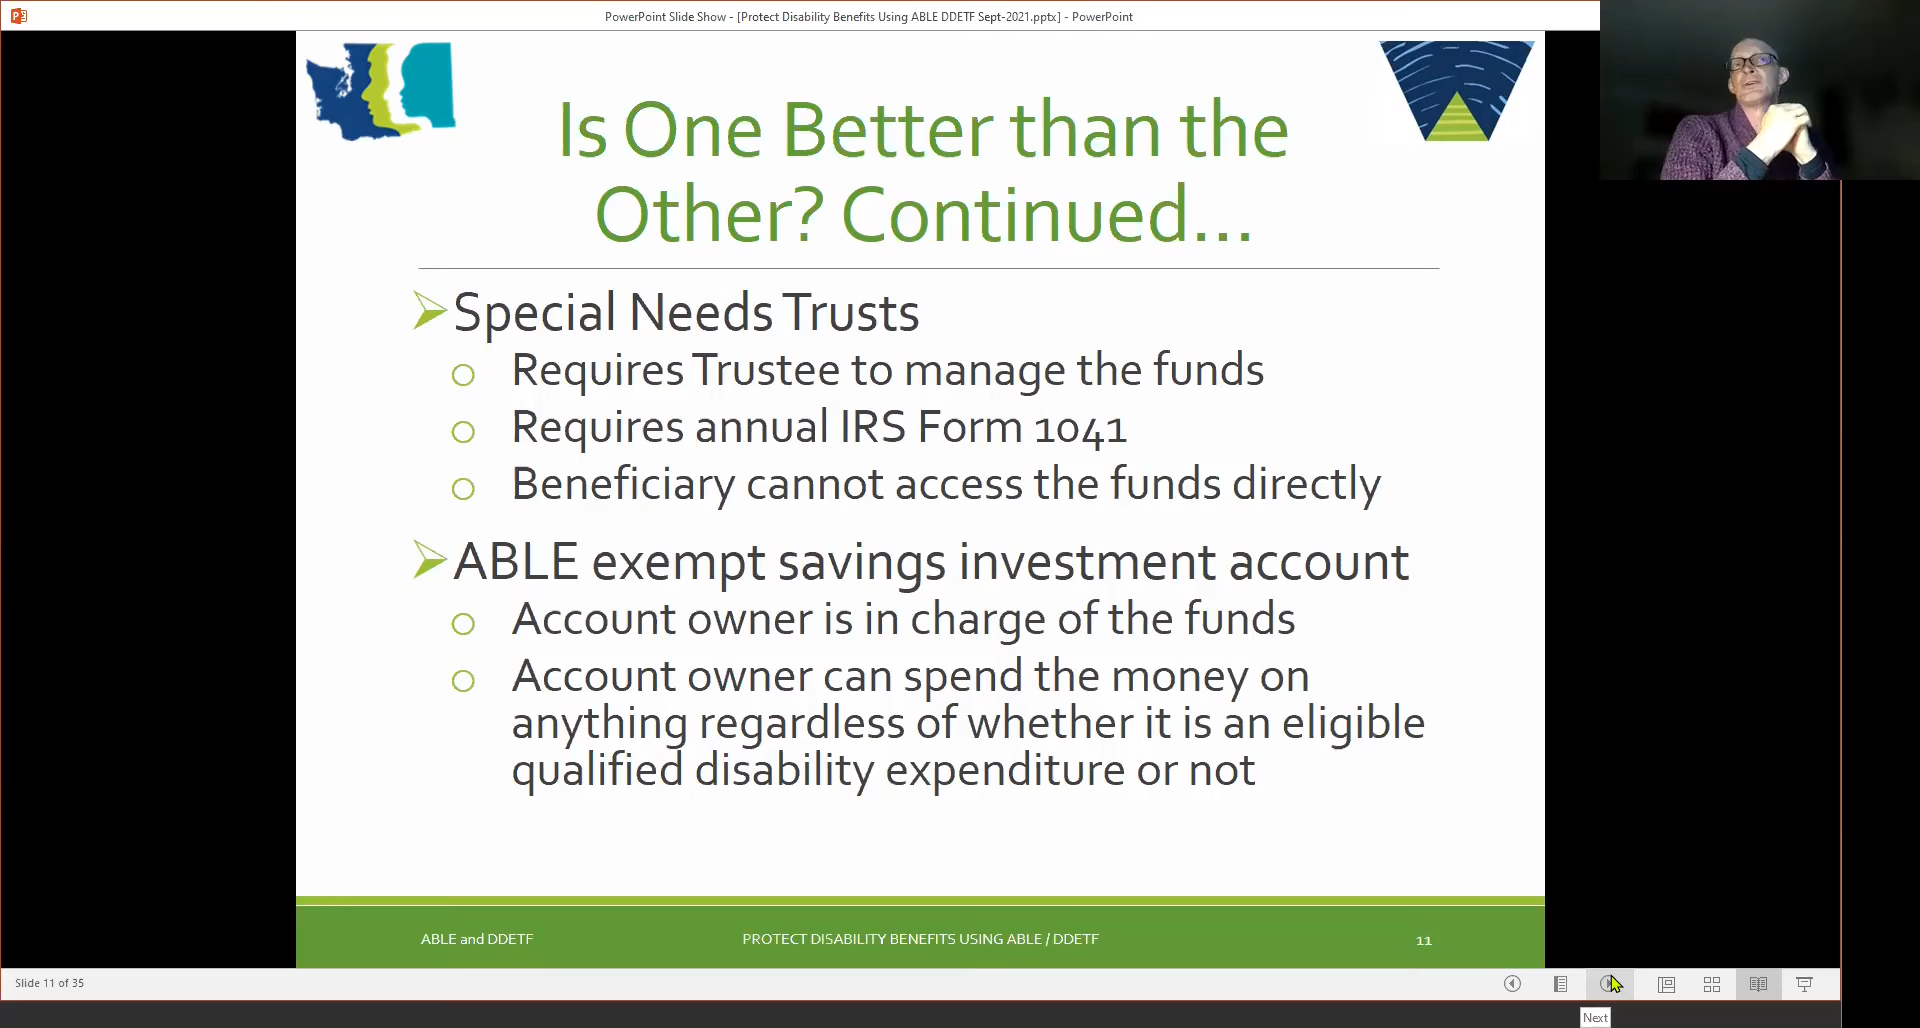 PowerPoint Slide Show - [Protect Disability Benefits Using ABLE DDETF Sept-2021.pptx] - PowerPoint
Is One Better than the
Other? Continued...
Special Needs Trusts
Requires Trustee to manage the funds
Requires annual IRS Form 1041
Beneficiary cannot access the funds directly
ABLE exempt savings investment account
Account owner is in charge of the funds
Account owner can spend the money on
anything regardless of whether it is an eligible
qualified disability expenditure or not
ABLE and DDETF
PROTECT DISABILITY BENEFITS USING ABLE / DDETF
11
Slide 11 of 35
Next